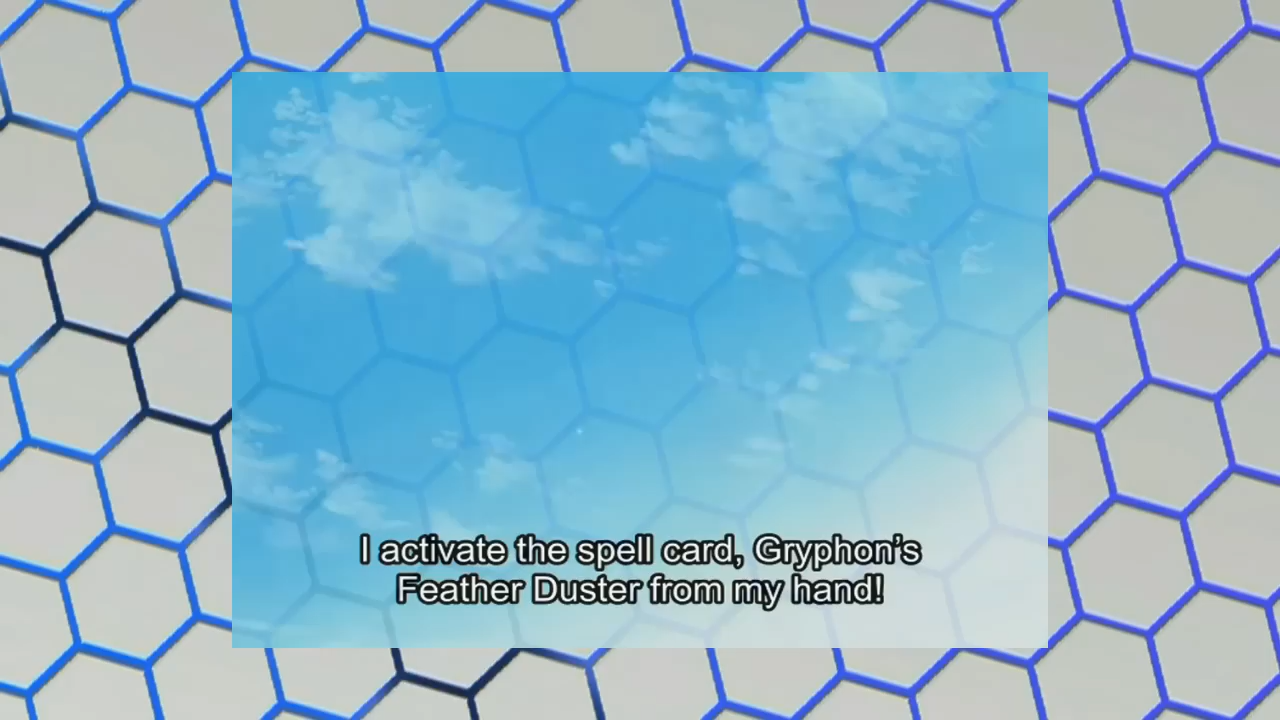 I activate the spell card, Gryphon's
Feather Duster from my hand!